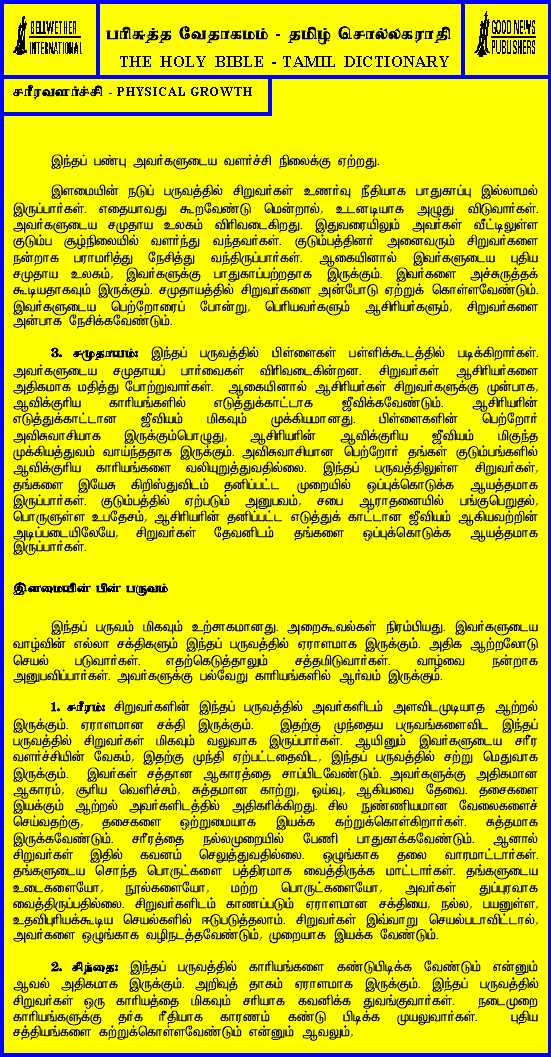 BELLWETHER
INTERNATIONAL
பரிசுத்த வேதாகமம் - தமிழ் சொல்லகராதி
THE HOLY BIBLE - TAMIL DICTIONARY
GOOD NEWS
PUBLISHERS
சரீரவளர்ச்சி - PHYSICAL GROWTH
இந்தப் பண்பு அவர்களுடைய வளர்ச்சி நிலைக்கு ஏற்றது.
இளமையின் நடுப் பருவத்தில் சிறுவர்கள் உணர்வு நீதியாக பாதுகாப்பு இல்லாமல்
இருப்பார்கள். எதையாவது கூறவேண்டு மென்றால், உடனடியாக அழுது விடுவார்கள்.
அவர்களுடைய சமுதாய உலகம் விரிவடைகிறது. இதுவரையிலும் அவர்கள் வீட்டிலுள்ள
குடும்ப சூழ்நிலையில் வளர்ந்து வந்தவர்கள். குடும்பத்தினர் அனைவரும் சிறுவர்களை
நன்றாக பராமரித்து நேசித்து வந்திருப்பார்கள். ஆகையினால் இவர்களுடைய புதிய
சமுதாய உலகம், இவர்களுக்கு பாதுகாப்பற்றதாக இருக்கும். இவர்களை அச்சுருத்தக்
கூடியதாகவும் இருக்கும். சமுதாயத்தில் சிறுவர்களை அன்போடு ஏற்றுக் கொள்ளவேண்டும்.
இவர்களுடைய பெற்றோரைப் போன்று, பெரியவர்களும் ஆசிரியர்களும், சிறுவர்களை
அன்பாக நேசிக்கவேண்டும்.
3. சமுதாயம்: இந்தப் பருவத்தில் பிள்ளைகள் பள்ளிக்கூடத்தில் படிக்கிறார்கள்.
அவர்களுடைய சமுதாயப் பார்வைகள் விரிவடைகின்றன. சிறுவர்கள் ஆசிரியர்களை
அதிகமாக மதித்து போற்றுவார்கள். ஆகையினால் ஆசிரியர்கள் சிறுவர்களுக்கு முன்பாக,
ஆவிக்குரிய காரியங்களில் எடுத்துக்காட்டாக ஜீவிக்கவேண்டும். ஆசிரியரின்
எடுத்துக்காட்டான ஜீவியம் மிகவும் முக்கியமானது. பிள்ளைகளின் பெற்றோர்
அவிசுவாசியாக இருக்கும்பொழுது, ஆசிரியரின் ஆவிக்குரிய ஜீவியம் மிகுந்த
முக்கியத்துவம் வாய்ந்ததாக இருக்கும். அவிசுவாசியான பெற்றோர் தங்கள் குடும்பங்களில்
ஆவிக்குரிய காரியங்களை வலியுறுத்துவதில்லை. இந்தப் பருவத்திலுள்ள சிறுவர்கள்,
தங்களை இயேசு கிறிஸ்துவிடம் தனிப்பட்ட முறையில் ஒப்புக்கொடுக்க ஆயத்தமாக
இருப்பார்கள். குடும்பத்தில் ஏற்படும் அனுபவம், சபை ஆராதனையில் பங்குபெறுதல்,
பொருளுள்ள உபதேசம், ஆசிரியரின் தனிப்பட்ட எடுத்துக் காட்டான ஜீவியம் ஆகியவற்றின்
அடிப்படையிலேயே, சிறுவர்கள் தேவனிடம் தங்களை ஒப்புக்கொடுக்க ஆயத்தமாக
இருப்பார்கள்.
இளமையின் பின் பருவம்
இந்தப் பருவம் மிகவும் உற்சாகமானது. அறைகூவல்கள் நிரம்பியது. இவர்களுடைய
வாழ்வின் எல்லா சக்திகளும் இந்தப் பருவத்தில் ஏராளமாக இருக்கும். அதிக ஆற்றலோடு
செயல் படுவார்கள். எதற்கெடுத்தாலும் சத்தமிடுவார்கள். வாழ்வை நன்றாக
அனுபவிப்பார்கள். அவர்களுக்கு பல்வேறு காரியங்களில் ஆர்வம் இருக்கும்.
1. சரீரம்: சிறுவர்களின் இந்தப் பருவத்தில் அவர்களிடம் அளவிடமுடியாத ஆற்றல்
இருக்கும். ஏராளமான சக்தி இருக்கும். இதற்கு முந்தைய பருவங்களைவிட இந்தப்
பருவத்தில் சிறுவர்கள் மிகவும் வலுவாக இருப்பார்கள். ஆயினும் இவர்களுடைய சரீர
வளர்ச்சியின் வேகம், இதற்கு முந்தி ஏற்பட்டதைவிட, இந்தப் பருவத்தில் சற்று மெதுவாக
இருக்கும். இவர்கள் சத்தான ஆகாரத்தை சாப்பிடவேண்டும். அவர்களுக்கு அதிகமான
ஆகாரம், சூரிய வெளிச்சம், சுத்தமான காற்று, ஓய்வு, ஆகியவை தேவை. தசைகளை
இயக்கும் ஆற்றல் அவர்களிடத்தில் அதிகரிக்கிறது. சில நுண்ணியமான வேலைகளைச்
செய்வதற்கு, தசைகளை ஒற்றுமையாக இயக்க கற்றுக்கொள்கிறார்கள். சுத்தமாக
இருக்கவேண்டும். சரீரத்தை நல்லமுறையில் பேணி பாதுகாக்கவேண்டும். ஆனால்
சிறுவர்கள் இதில் கவனம் செலுத்துவதில்லை. ஒழுங்காக தலை வாரமாட்டார்கள்.
தங்களுடைய சொந்த பொருட்களை பத்திரமாக வைத்திருக்க மாட்டார்கள். தங்களுடைய
உடைகளையோ, நூல்களையோ, மற்ற பொருட்களையோ, அவர்கள் துப்புரவாக
வைத்திருப்பதில்லை. சிறுவர்களிடம் காணப்படும் ஏராளமான சக்தியை, நல்ல, பயனுள்ள,
உதவிபுரியக்கூடிய செயல்களில் ஈடுபடுத்தலாம். சிறுவர்கள் இவ்வாறு செயல்படாவிட்டால்,
அவர்களை ஒழுங்காக வழிநடத்தவேண்டும், முறையாக இயக்க வேண்டும்.
2. சிந்தை: இந்தப் பருவத்தில் காரியங்களை கண்டுபிடிக்க வேண்டும் என்னும்
ஆவல் அதிகமாக இருக்கும். அறிவுத் தாகம் ஏராளமாக இருக்கும். இந்தப் பருவத்தில்
சிறுவர்கள் ஒரு காரியத்தை மிகவும் சரியாக கவனிக்க துவங்குவார்கள். நடைமுறை
காரியங்களுக்கு தர்க ரீதியாக காரணம் கண்டு பிடிக்க முயலுவார்கள். புதிய
சத்தியங்களை கற்றுக்கொள்ளவேண்டும் என்னும் ஆவலும்,